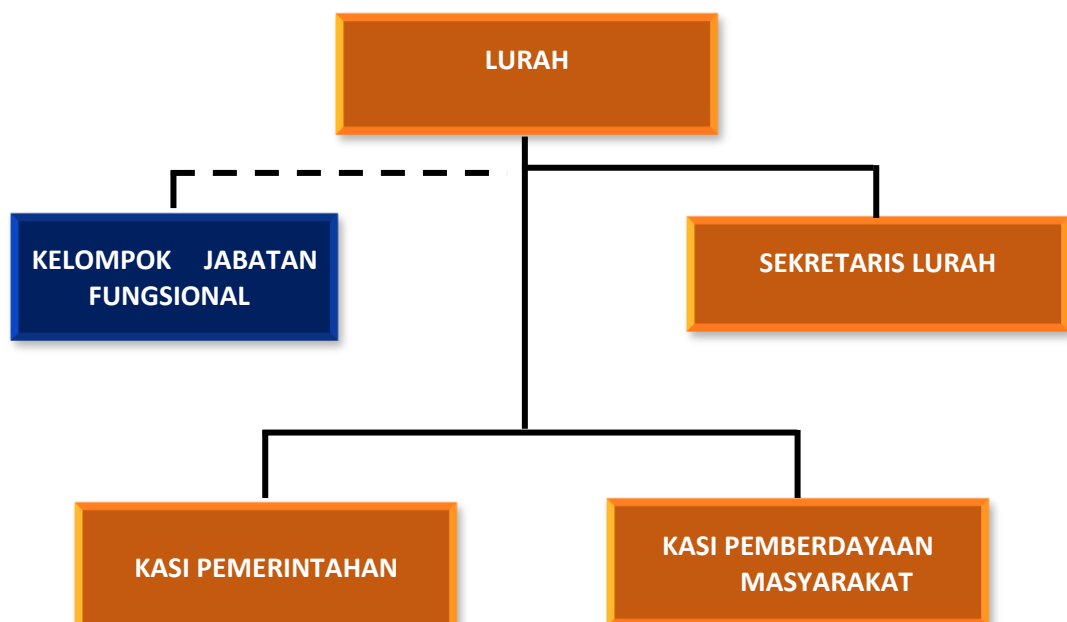 LURAH
KELOMPOK JABATAN
FUNGSIONAL
SEKRETARIS LURAH
KASI PEMERINTAHAN
KASI PEMBERDAYAAN
MASYARAKAT